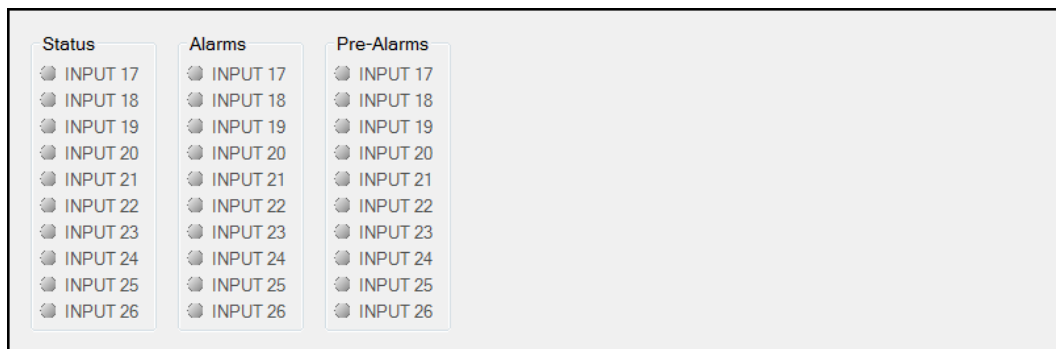 Status
INPUT 17
INPUT 18
INPUT 19
INPUT 20
INPUT 21
INPUT 22
INPUT 23
INPUT 24
INPUT 25
INPUT 26
Alarms
INPUT 17
INPUT 18
INPUT 19
INPUT 20
INPUT 21
INPUT 22
INPUT 23
INPUT 24
INPUT 25
INPUT 26
Pre-Alarms
INPUT 17
INPUT 18
INPUT 19
INPUT 20
INPUT 21
INPUT 22
INPUT 23
INPUT 24
INPUT 25
INPUT 26